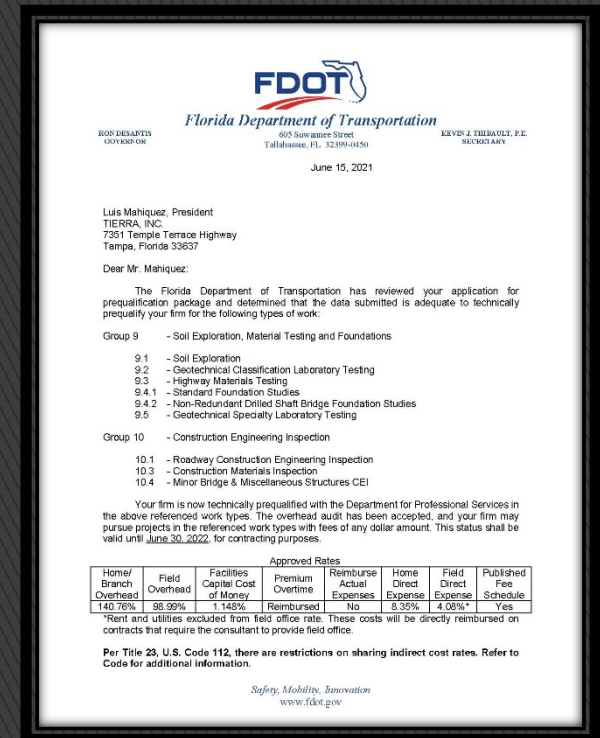 FDOT
Florida Department of Transportation
RON DESANTIS
GOVERNOR
605 Suwannee Street
Tallahassee, FL 32399-0450
KEVIN J. THIBAULT, P.E.
SECRETARY
June 15, 2021
Luis Mahiquez, President
TIERRA, INC.
7351 Temple Terrace Highway
Tampa, Florida 33637
Dear Mr. Mahiquez:
The Florida Department of Transportation has reviewed your application for
prequalification package and determined that the data submitted is adequate to technically
prequalify your firm for the following types of work:
Group 9 - Soil Exploration, Material Testing and Foundations
9.1 - Soil Exploration
9.2 - Geotechnical Classification Laboratory Testing
9.3 - Highway Materials Testing
9.4.1 - Standard Foundation Studies
9.4.2 - Non-Redundant Drilled Shaft Bridge Foundation Studies
9.5 - Geotechnical Specialty Laboratory Testing
Group 10 - Construction Engineering Inspection
10.1 - Roadway Construction Engineering Inspection
10.3 - Construction Materials Inspection
10.4 - Minor Bridge & Miscellaneous Structures CEI
Your firm is now technically prequalified with the Department for Professional Services in
the above referenced work types. The overhead audit has been accepted, and your firm may
pursue projects in the referenced work types with fees of any dollar amount. This status shall be
valid until June 30, 2022, for contracting purposes.
Approved Rates
Home/ Branch Overhead Field Overhead Facilities Capital Cost of Money Premium Overtime Reimburse Actual Expenses Home Direct Expense Field Direct Expense Published Fee Schedule
140.76% 98.99% 1.148% Reimbursed No 8.35% 4.08%* Yes
*Rent and utilities excluded from field office rate. These costs will be directly reimbursed on
contracts that require the consultant to provide field office.
Per Title 23, U.S. Code 112, there are restrictions on sharing indirect cost rates. Refer to
Code for additional information.
Safety, Mobility, Innovation
www.fdot.gov